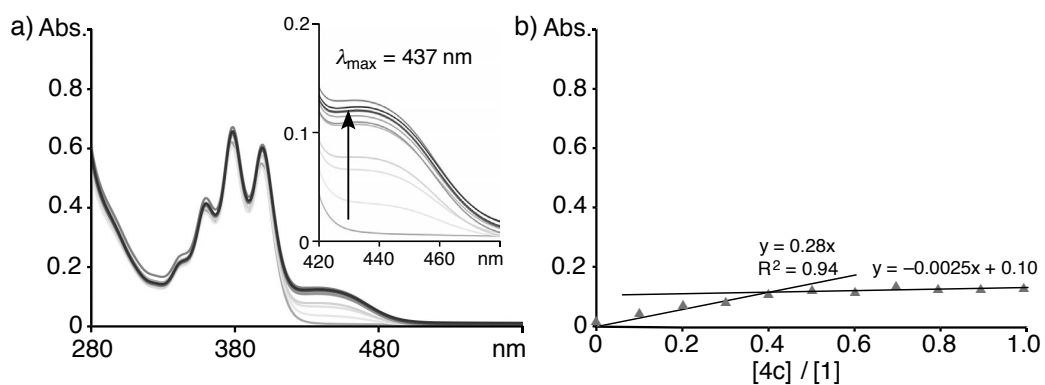 a) Abs.
0.8
0.6
0.4
0.2
0
280
380
480
nm
0.2
0.1
0
λmax = 437 nm
420
440
460
nm
b) Abs.
0.8
0.6
0.4
0.2
0
y = 0.28x
R² = 0.94
y = –0.0025x + 0.10
0
0.2
0.4
0.6
0.8
1.0
[4c] / [1]